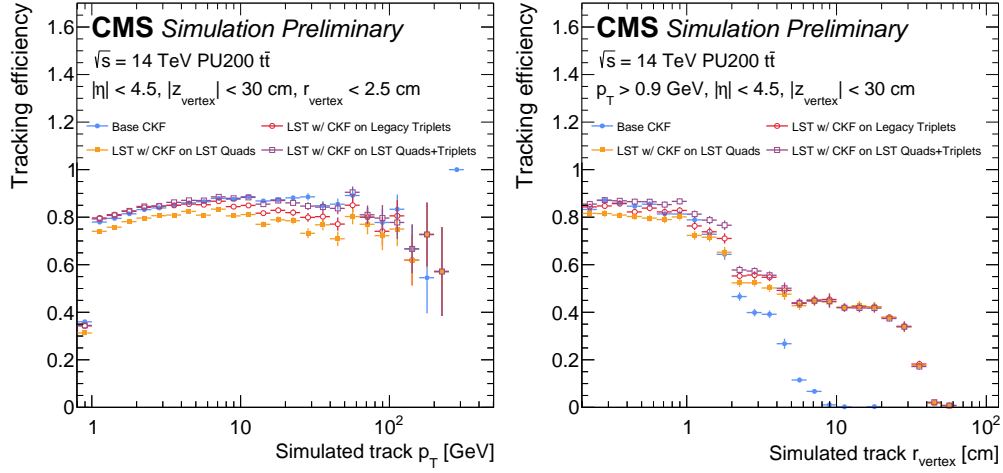 CMS Simulation Preliminary
√s = 14 TeV PU200 tt̄
|η| < 4.5, |z_vertex| < 30 cm, r_vertex < 2.5 cm
Base CKF
LST w/ CKF on Legacy Triplets
LST w/ CKF on LST Quads
LST w/ CKF on LST Quads+Triplets
Tracking efficiency
1.6
1.4
1.2
1
0.8
0.6
0.4
0.2
0
1
10
10²
Simulated track p_T [GeV]
CMS Simulation Preliminary
√s = 14 TeV PU200 tt̄
p_T > 0.9 GeV, |η| < 4.5, |z_vertex| < 30 cm
Base CKF
LST w/ CKF on Legacy Triplets
LST w/ CKF on LST Quads
LST w/ CKF on LST Quads+Triplets
Tracking efficiency
1.6
1.4
1.2
1
0.8
0.6
0.4
0.2
0
1
10
10²
Simulated track r_vertex [cm]